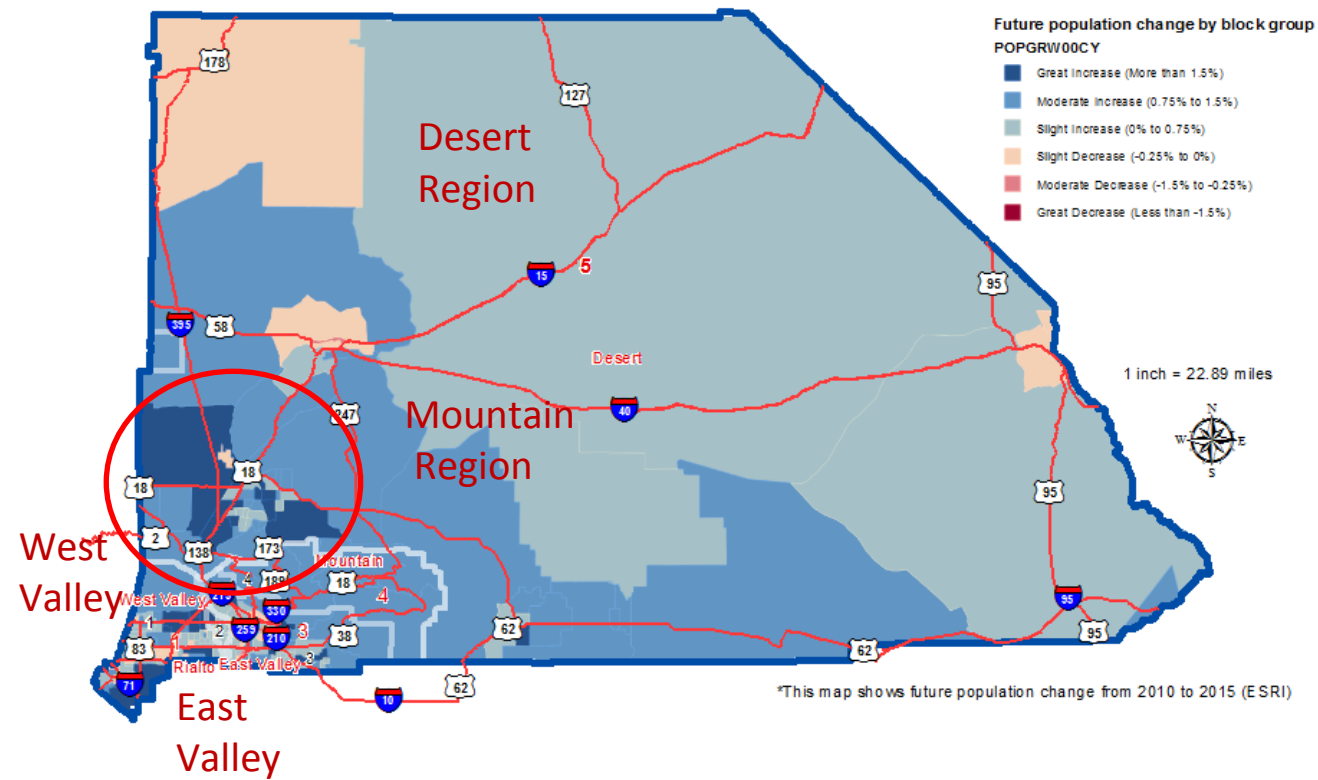 Future population change by block group
POPGRW00CY
Great Increase (More than 1.5%)
Moderate Increase (0.75% to 1.5%)
Slight Increase (0% to 0.75%)
Slight Decrease (-0.25% to 0%)
Moderate Decrease (-1.5% to -0.25%)
Great Decrease (Less than -1.5%)
178
127
Desert
Region
15
5
95
395
58
Desert
1 inch = 22.89 miles
247
Mountain
Region
40
N
W
E
S
18
18
95
2
West
Valley
138
173
Mountain
4
189
18
4
West Valley
215
330
95
1
2
3
210
38
62
95
83
1
62
Rialto
East Valley
3
71
62
10
*This map shows future population change from 2010 to 2015 (ESRI)
East
Valley